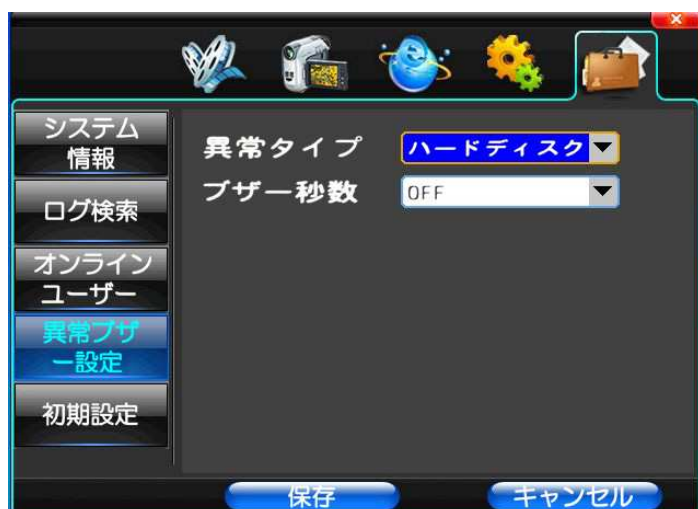 システム
情報
ログ検索
オンライン
ユーザー
異常ブザ
ー設定
初期設定
異常タイプ ハードディスク
ブザー秒数 OFF
保存 キャンセル